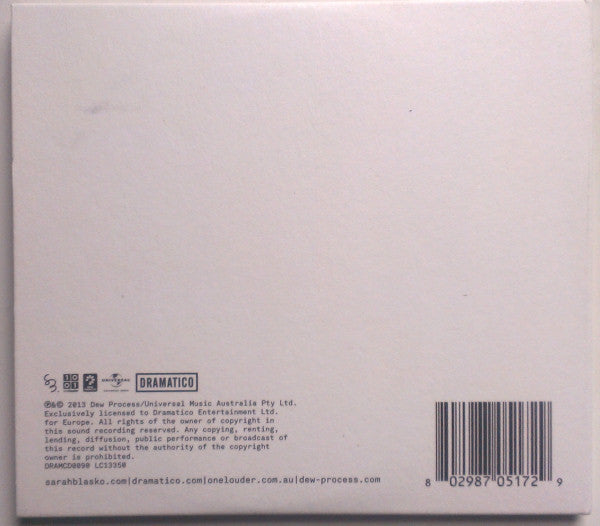 SB.
1001
UNIVERSAL
DRAMATICO
℗&© 2013 Dew Process/Universal Music Australia Pty Ltd.
Exclusively licensed to Dramatico Entertainment Ltd.
for Europe. All rights of the owner of copyright in
this sound recording reserved. Any copying, renting,
lending, diffusion, public performance or broadcast of
this record without the authority of the copyright
owner is prohibited.
DRAMCD0090 LC13350
sarahblasko.com|dramatico.com|onelouder.com.au|dew-process.com
8 02987 05172 9